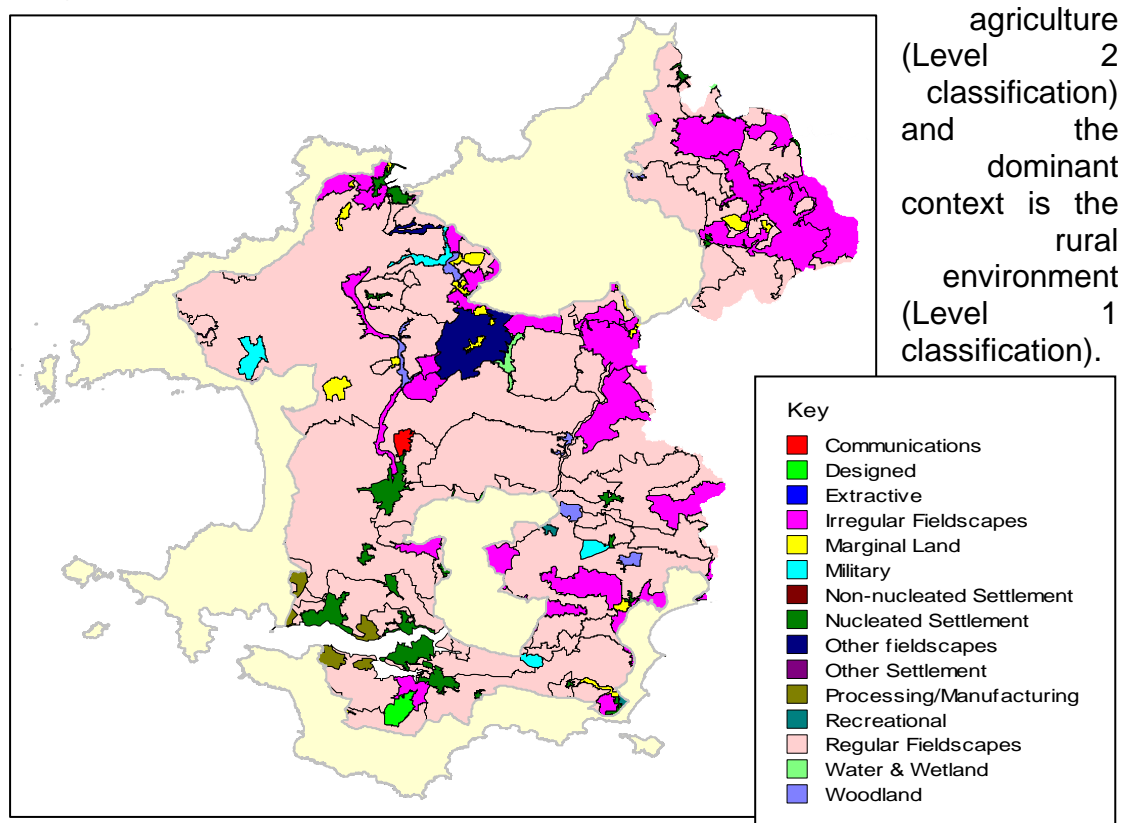 agriculture
(Level 2
classification)
and the
dominant
context is the
rural
environment
(Level 1
classification).
Key
Communications
Designed
Extractive
Irregular Fieldscapes
Marginal Land
Military
Non-nucleated Settlement
Nucleated Settlement
Other fieldscapes
Other Settlement
Processing/Manufacturing
Recreational
Regular Fieldscapes
Water & Wetland
Woodland